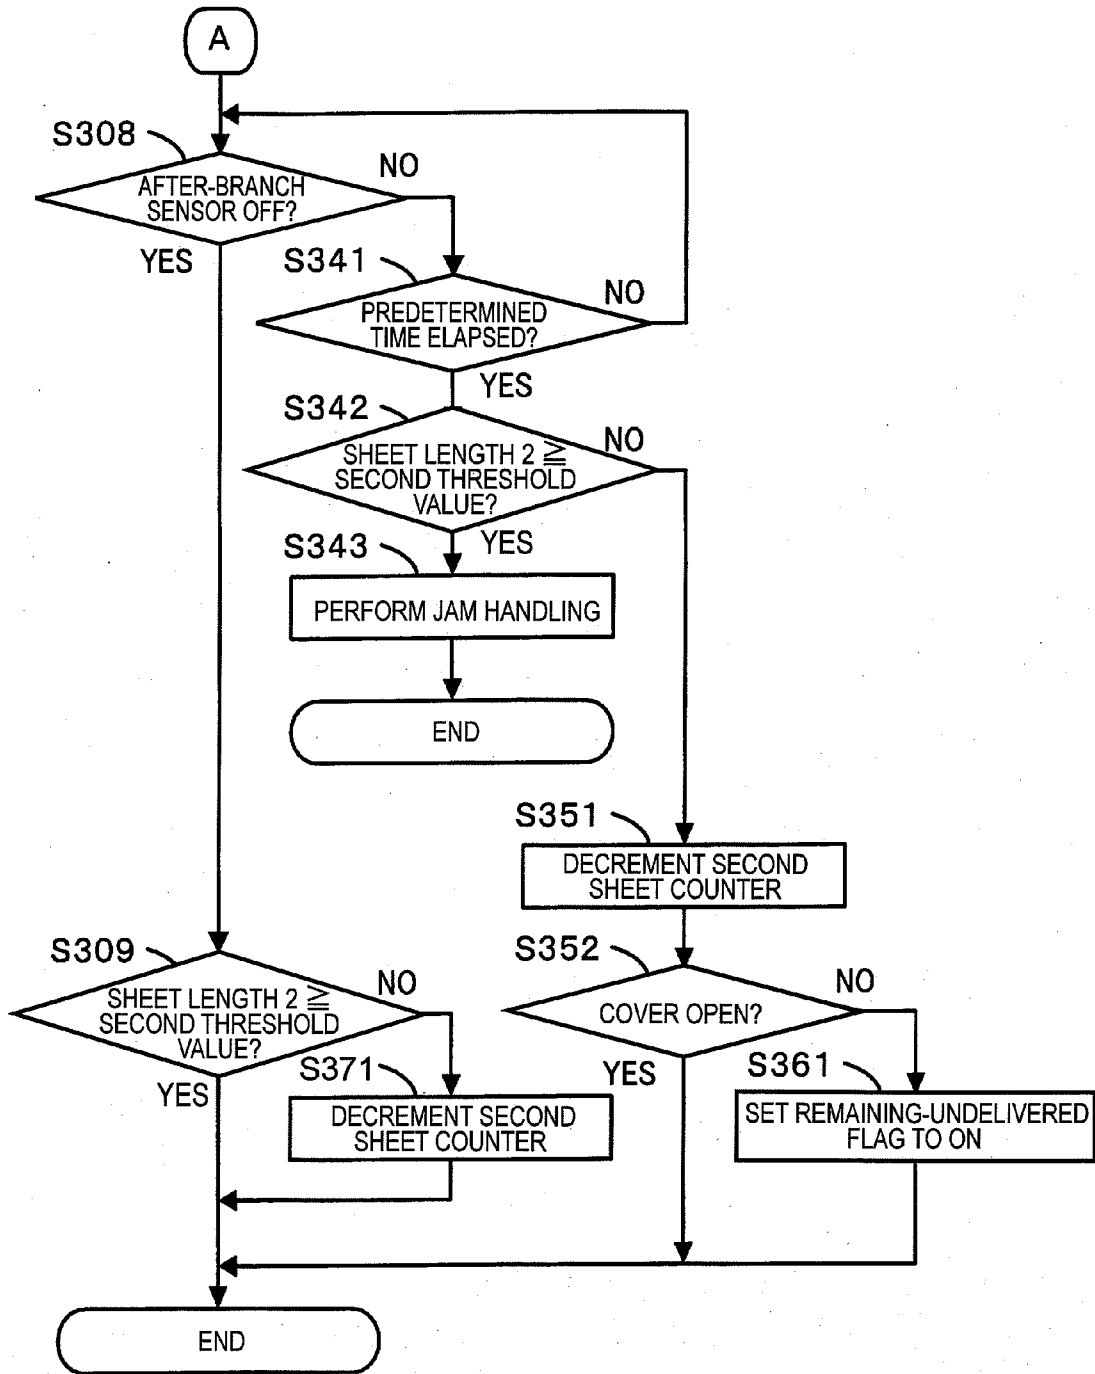 A
S308
NO
AFTER-BRANCH
SENSOR OFF?
YES
S341
NO
PREDETERMINED
TIME ELAPSED?
YES
S342
NO
SHEET LENGTH 2 ≧
SECOND THRESHOLD
VALUE?
YES
S343
PERFORM JAM HANDLING
END
S351
DECREMENT SECOND
SHEET COUNTER
S309
NO
SHEET LENGTH 2 ≧
SECOND THRESHOLD
VALUE?
YES
S371
DECREMENT SECOND
SHEET COUNTER
S352
NO
COVER OPEN?
YES
S361
SET REMAINING-UNDELIVERED
FLAG TO ON
END